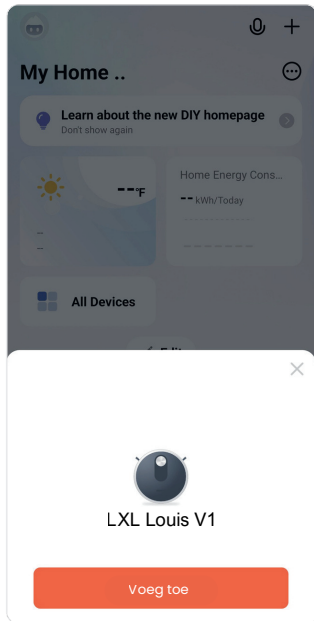 My Home ..
Learn about the new DIY homepage
Don't show again
--°F
--
--
Home Energy Cons...
-- kWh/Today
All Devices
Edit
LXL Louis V1
Voeg toe